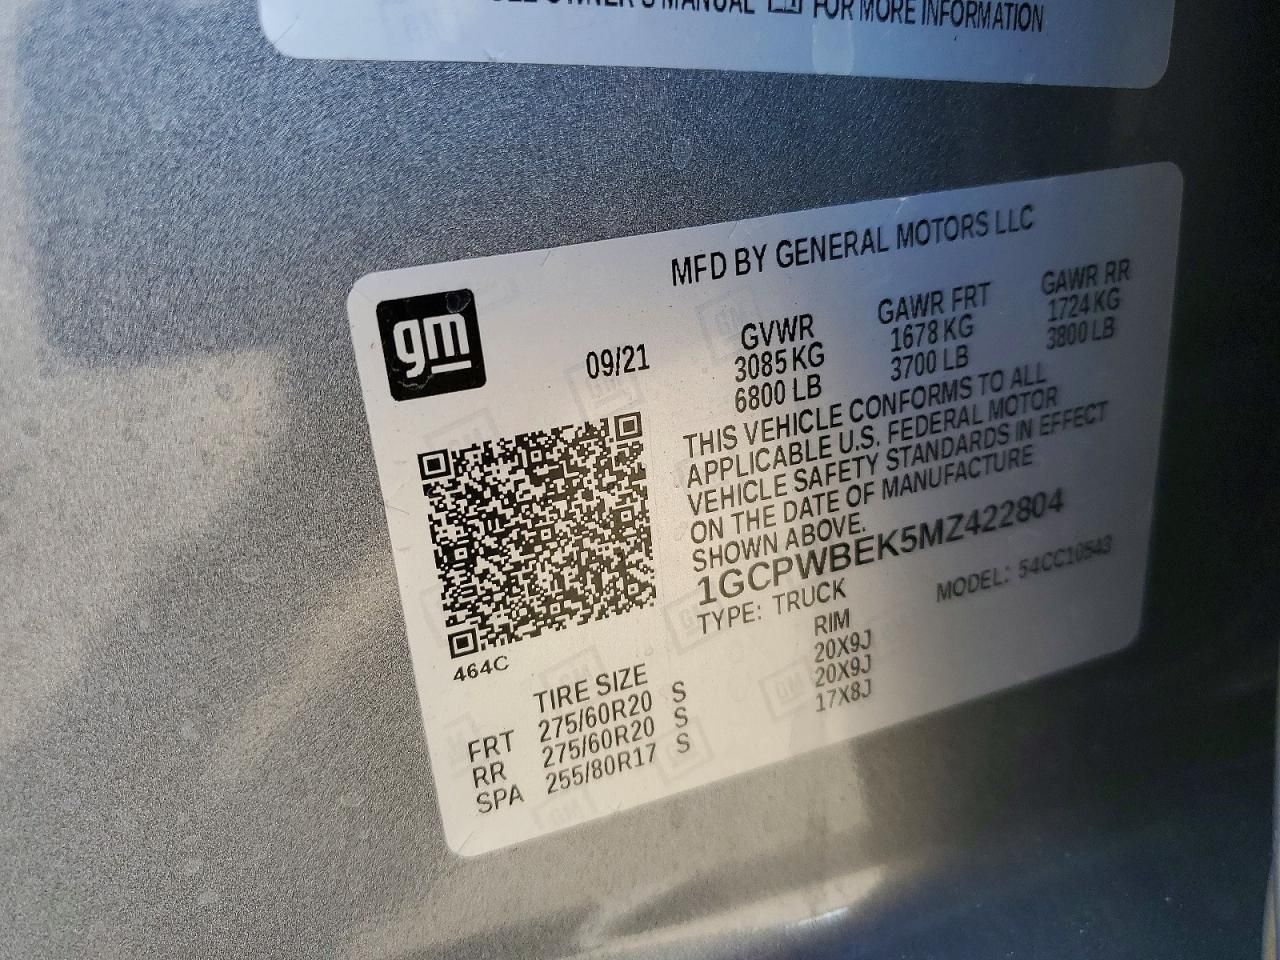 OWNER'S MANUAL FOR MORE INFORMATION
MFD BY GENERAL MOTORS LLC
gm
09/21
GVWR GAWR FRT GAWR RR
3085 KG 1678 KG 1724 KG
6800 LB 3700 LB 3800 LB
THIS VEHICLE CONFORMS TO ALL
APPLICABLE U.S. FEDERAL MOTOR
VEHICLE SAFETY STANDARDS IN EFFECT
ON THE DATE OF MANUFACTURE
SHOWN ABOVE.
1GCPWBEK5MZ422804
TYPE: TRUCK MODEL: 54CC10543
464C
TIRE SIZE RIM
FRT 275/60R20 S 20X9J
RR 275/60R20 S 20X9J
SPA 255/80R17 S 17X8J